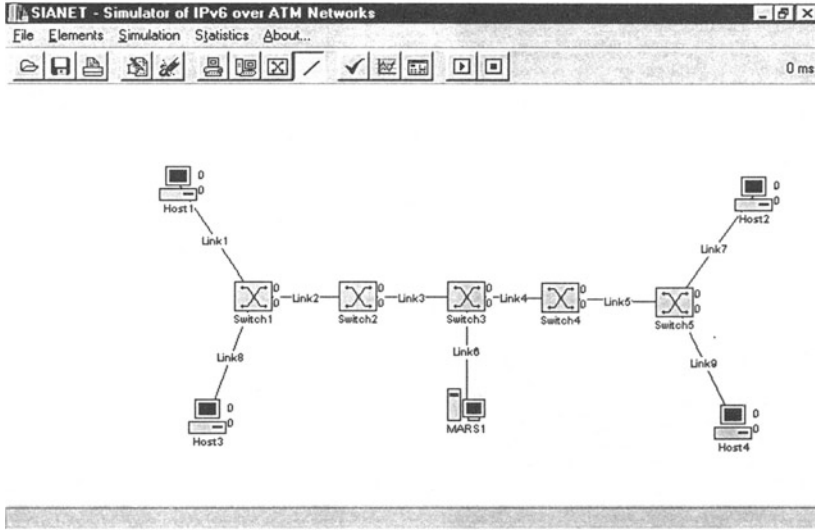 SIANET - Simulator of IPv6 over ATM Networks
File Elements Simulation Statistics About...
0 ms
0
0
Host1
0
0
Host2
Link1
Link7
0
0
Switch1
Link2
0
0
Switch2
Link3
0
0
Switch3
Link4
0
0
Switch4
Link5
0
0
Switch5
Link8
Link6
Link9
0
0
Host3
MARS1
0
0
Host4